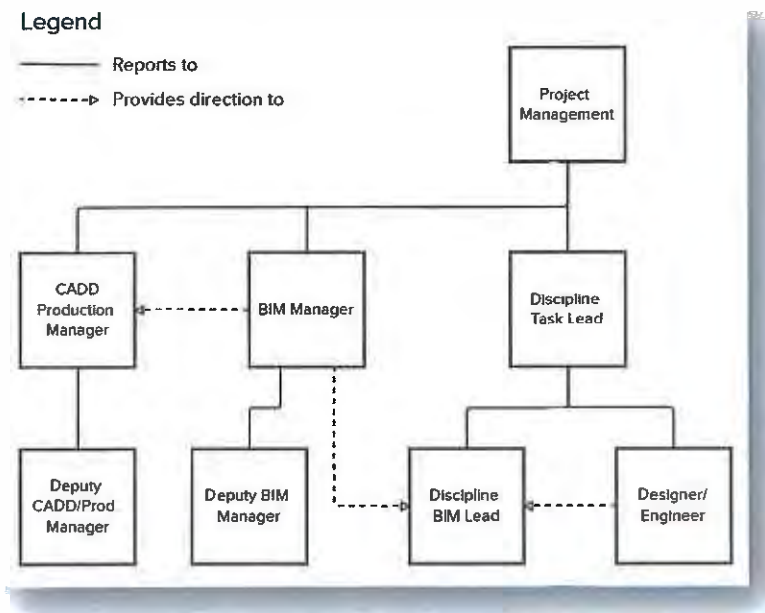 Legend
Reports to
Provides direction to
Project
Management
CADD
Production
Manager
BIM Manager
Discipline
Task Lead
Deputy
CADD/Prod
Manager
Deputy BIM
Manager
Discipline
BIM Lead
Designer/
Engineer